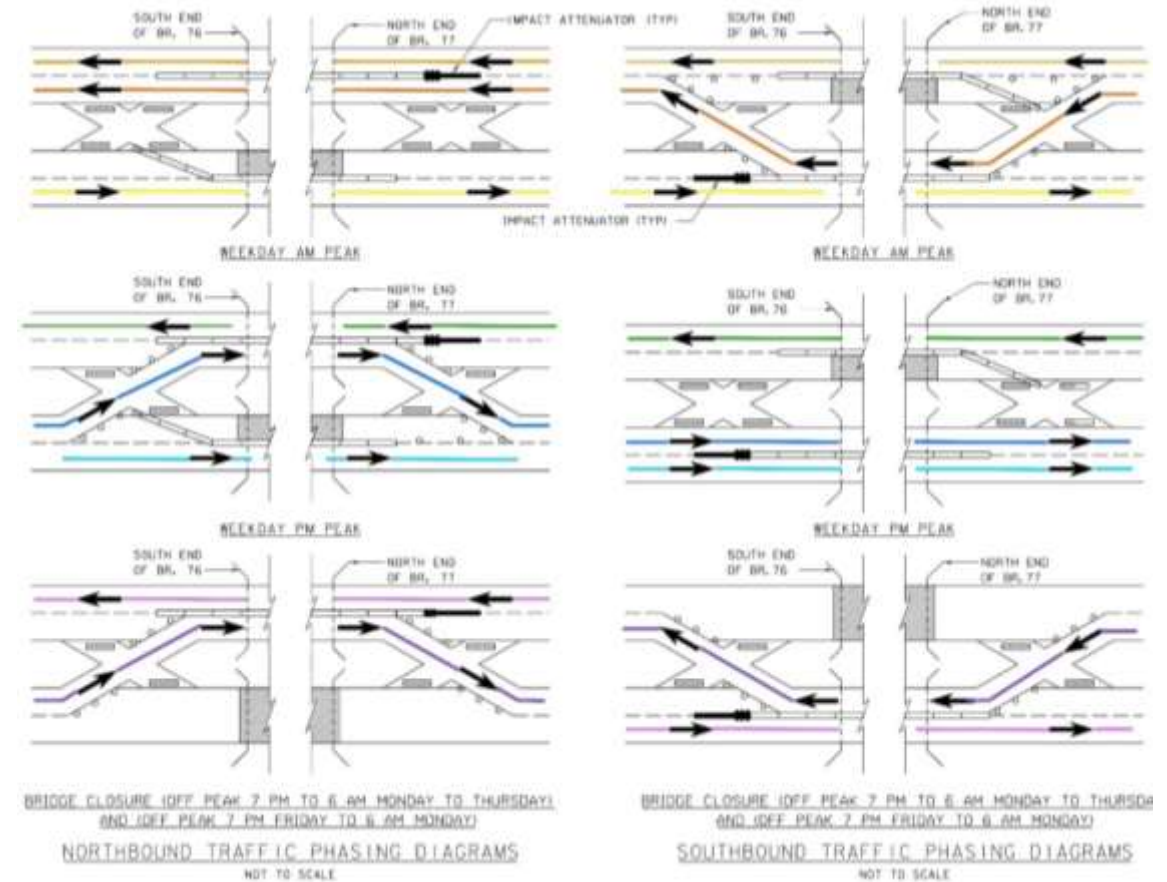 IMPACT ATTENUATOR (TYP)
SOUTH END
OF BR. 76
NORTH END
OF BR. 77
WEEKDAY AM PEAK
SOUTH END
OF BR. 76
NORTH END
OF BR. 77
IMPACT ATTENUATOR (TYP)
WEEKDAY AM PEAK
SOUTH END
OF BR. 76
NORTH END
OF BR. 77
WEEKDAY PM PEAK
SOUTH END
OF BR. 76
NORTH END
OF BR. 77
WEEKDAY PM PEAK
SOUTH END
OF BR. 76
NORTH END
OF BR. 77
BRIDGE CLOSURE (OFF PEAK 7 PM TO 6 AM MONDAY TO THURSDAY)
AND (OFF PEAK 7 PM FRIDAY TO 6 AM MONDAY)
NORTHBOUND TRAFFIC PHASING DIAGRAMS
NOT TO SCALE
SOUTH END
OF BR.76
NORTH END
OF BR.77
BRIDGE CLOSURE (OFF PEAK 7 PM TO 6 AM MONDAY TO THURSDA
AND (OFF PEAK 7 PM FRIDAY TO 6 AM MONDAY)
SOUTHBOUND TRAFFIC PHASING DIAGRAMS
NOT TO SCALE